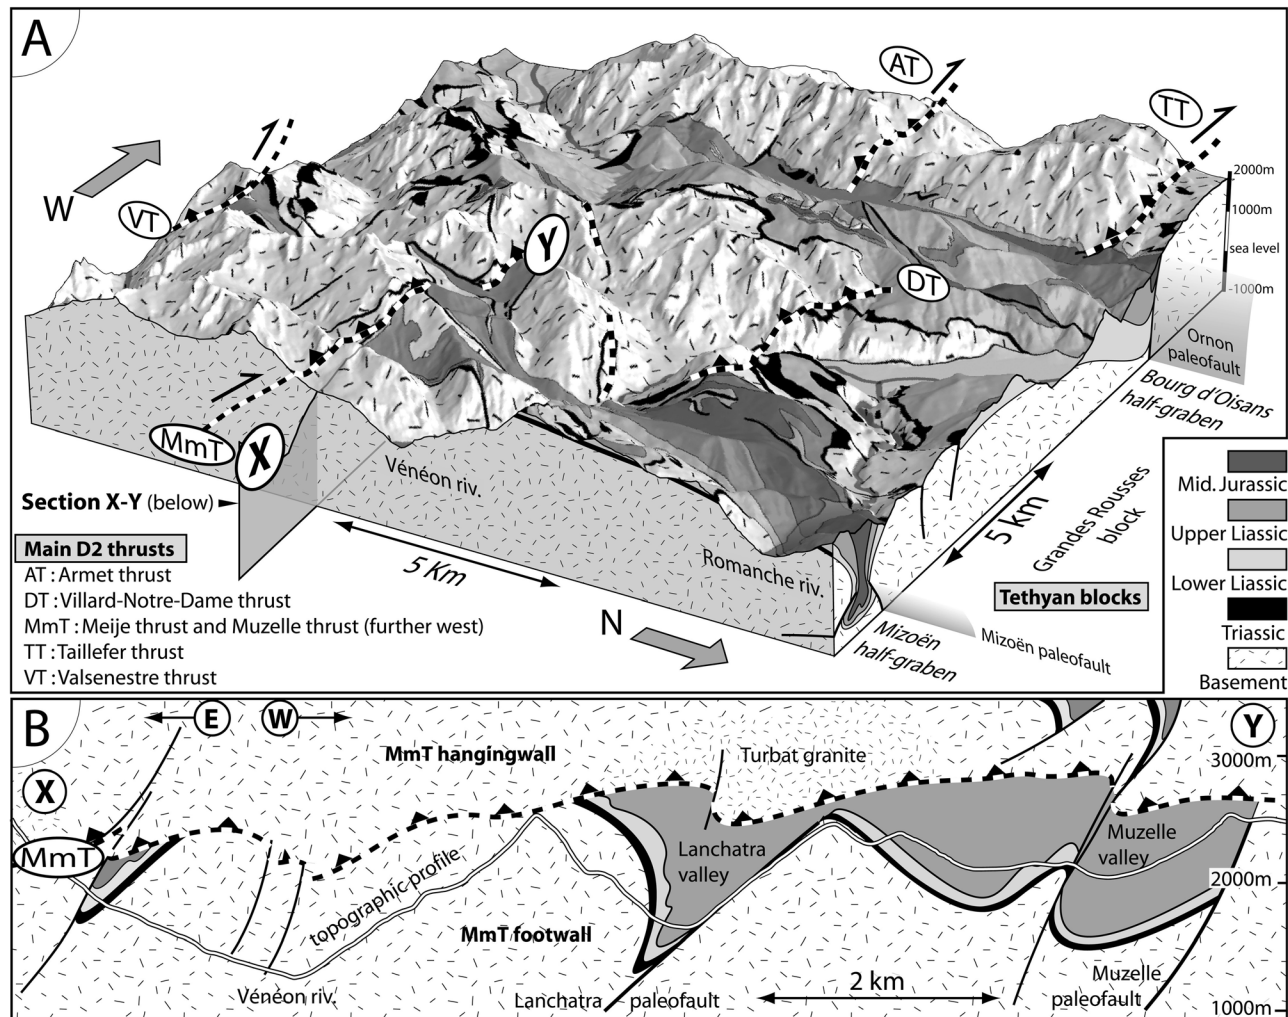 A
AT
TT
W
VT
Y
DT
2000m
1000m
sea level
-1000m
Ornon
paleofault
Bourg d'Oisans
half-graben
MmT
X
Vénéon riv.
Section X-Y (below)
5 Km
Romanche riv.
5 km
Grandes Rousses
block
Tethyan blocks
N
Mizoën
half-graben
Mizoën paleofault
Main D2 thrusts
AT : Armet thrust
DT : Villard-Notre-Dame thrust
MmT : Meije thrust and Muzelle thrust (further west)
TT : Taillefer thrust
VT : Valsenestre thrust
Mid. Jurassic
Upper Liassic
Lower Liassic
Triassic
Basement
B
E
W
X
Y
MmT hangingwall
Turbat granite
3000m
MmT
Lanchatra
valley
Muzelle
valley
topographic profile
2000m
MmT footwall
2 km
Vénéon riv.
Lanchatra
paleofault
Muzelle
paleofault
1000m